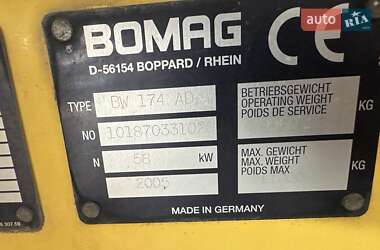 auto.RIA.com
BOMAG
CE
D-56154 BOPPARD / RHEIN
TYPE BW 174 AD
NO
N 58 kW
2005
MADE IN GERMANY
BETRIEBSGEWICHT
OPERATING WEIGHT KG
POIDS DE SERVICE
MAX. GEWICHT
MAX. WEIGHT KG
POIDS MAX